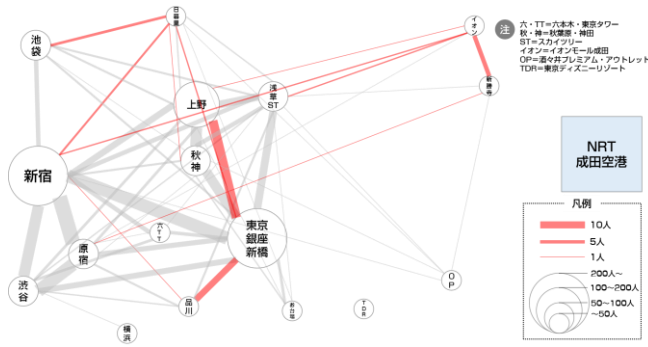 日暮里
イオン
池袋
注
六・TT=六本木・東京タワー
秋・神=秋葉原・神田
ST=スカイツリー
イオン=イオンモール成田
OP=酒々井プレミアム・アウトレット
TDR=東京ディズニーリゾート
新勝寺
浅草
ST
上野
秋
神
新宿
NRT
成田空港
六
TT
東京
銀座
新橋
原
宿
凡例
10人
5人
1人
200人~
100~200人
50~100人
~50人
渋
谷
品
川
お台場
TDR
OP
横
浜